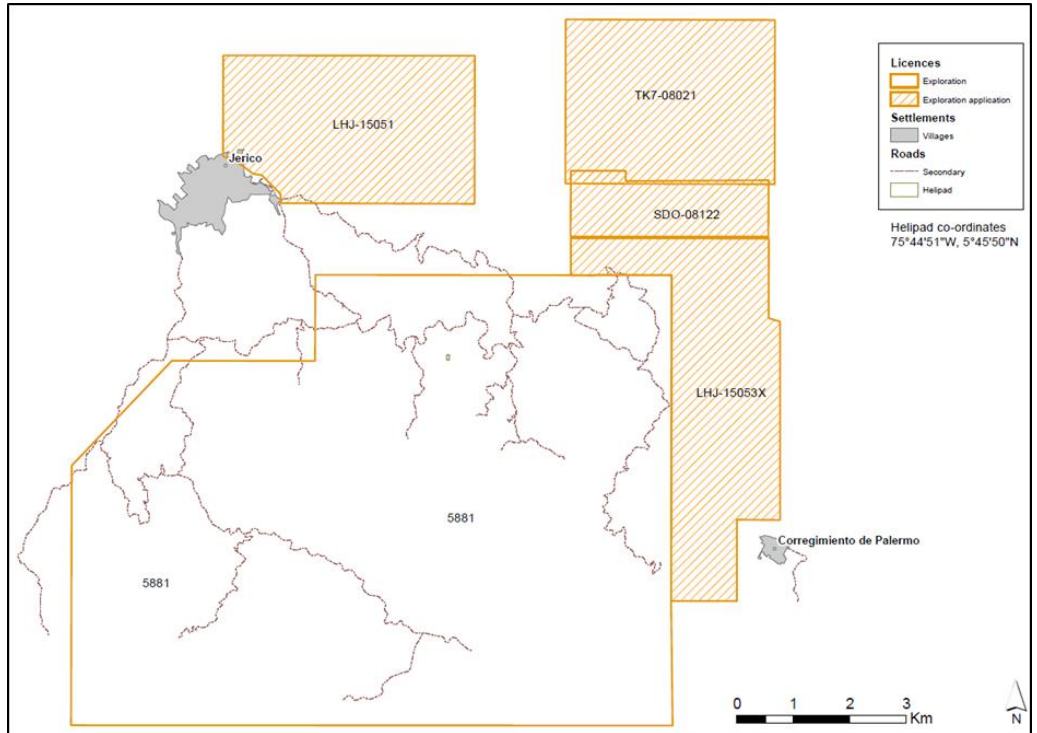 TK7-08021
LHJ-15051
Jerico
SDO-08122
LHJ-15053X
5881
5881
Corregimiento de Palermo
Licences
Exploration
Exploration application
Settlements
Villages
Roads
Secondary
Helipad
Helipad co-ordinates
75°44'51"W, 5°45'50"N
0 1 2 3
Km
N